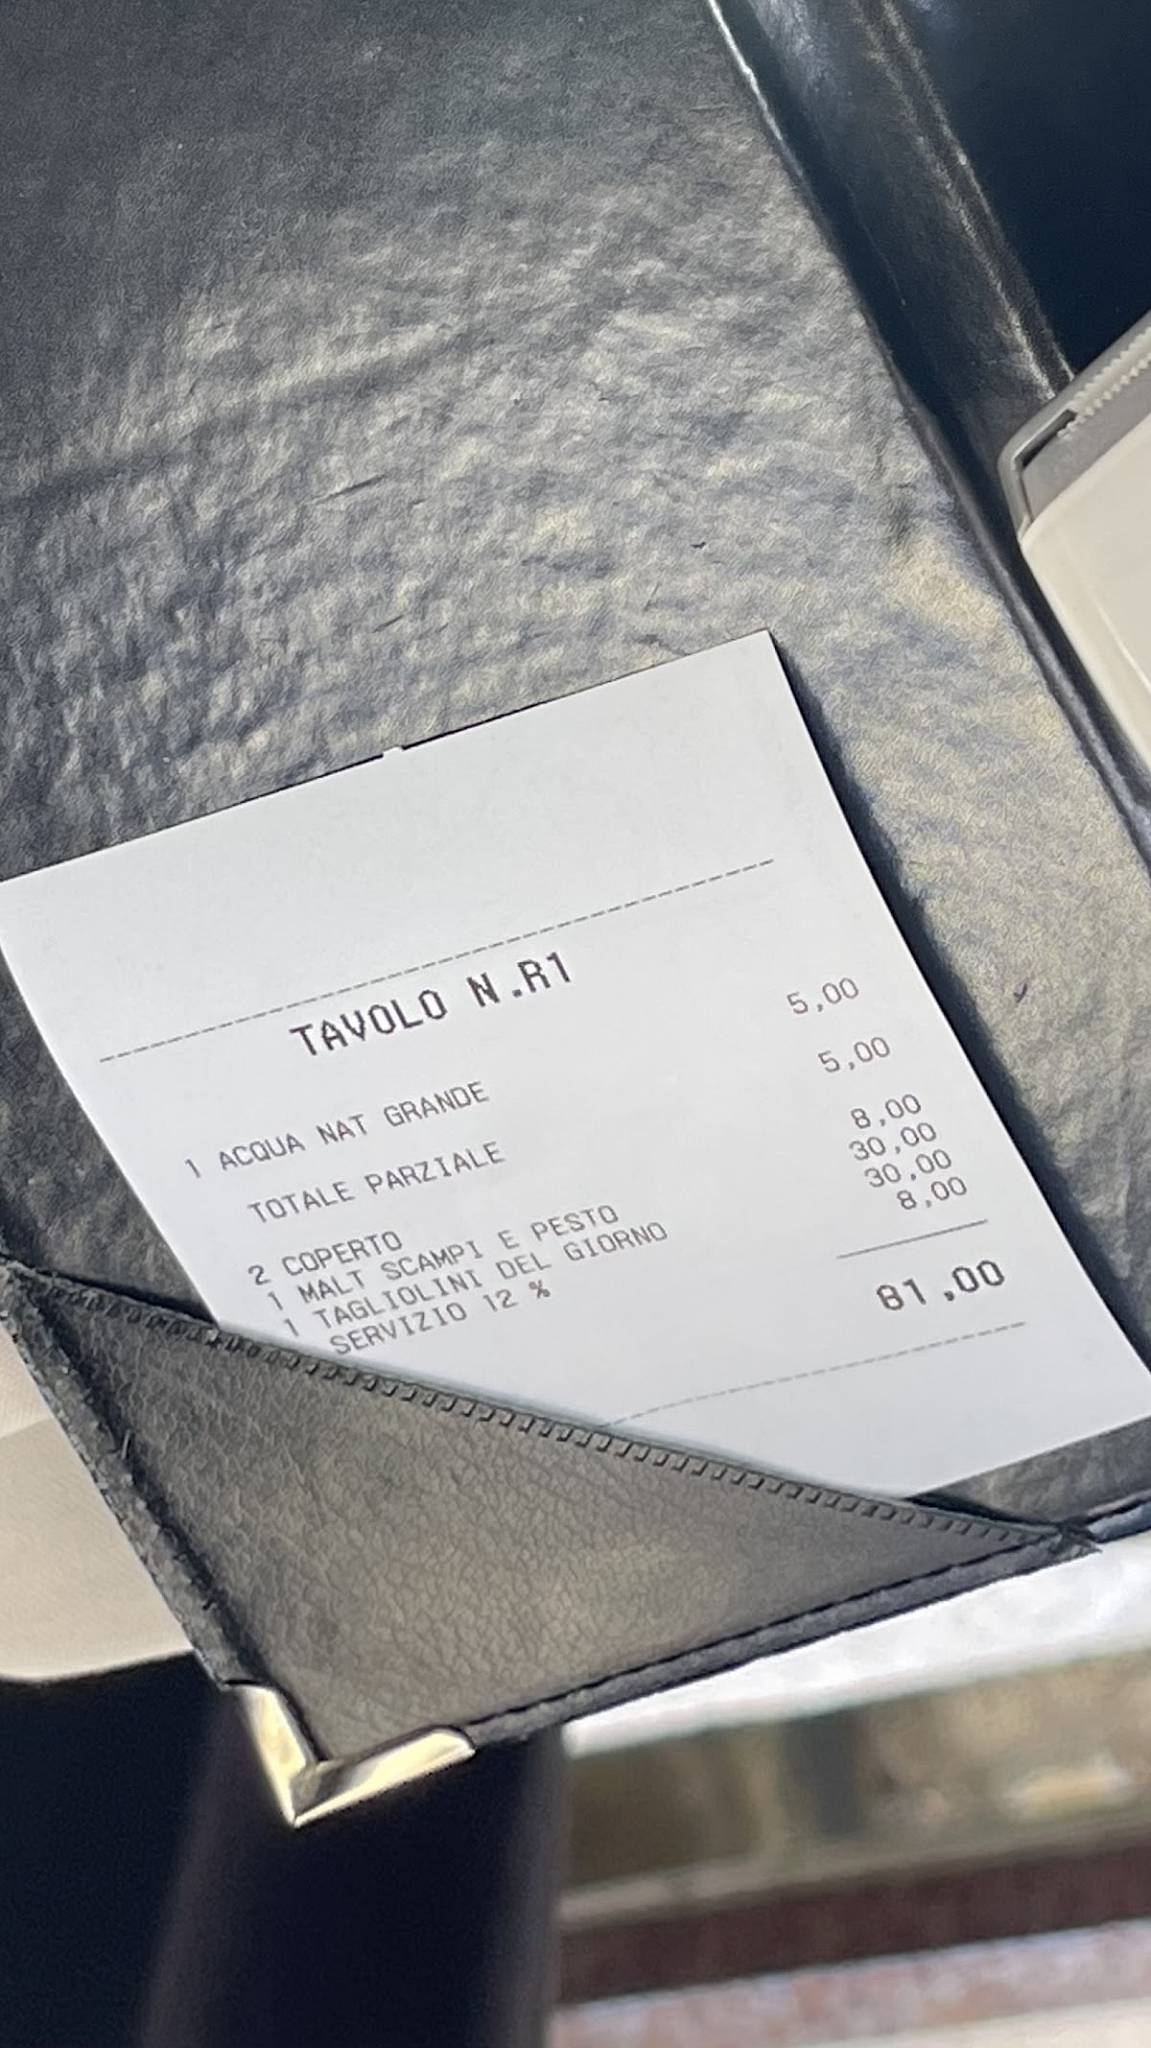 TAVOLO N.R1
1 ACQUA NAT GRANDE 5,00
TOTALE PARZIALE 5,00
2 COPERTO 8,00
1 MALT SCAMPI E PESTO 30,00
1 TAGLIOLINI DEL GIORNO 30,00
SERVIZIO 12 % 8,00
81,00